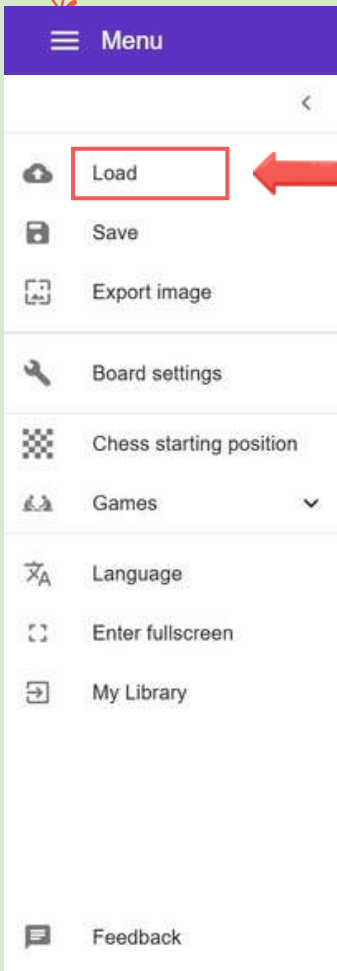 Menu
Load
Save
Export image
Board settings
Chess starting position
Games
Language
Enter fullscreen
My Library
Feedback